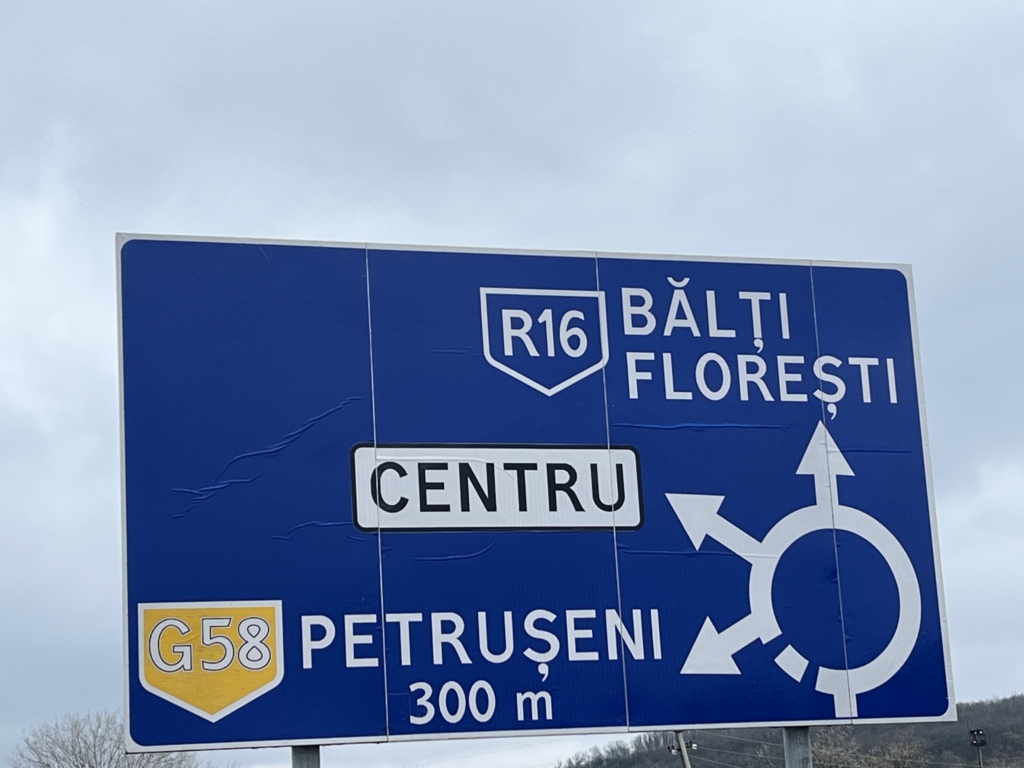 R16 BĂLȚI
FLOREȘTI
CENTRU
G58 PETRUȘENI
300 m